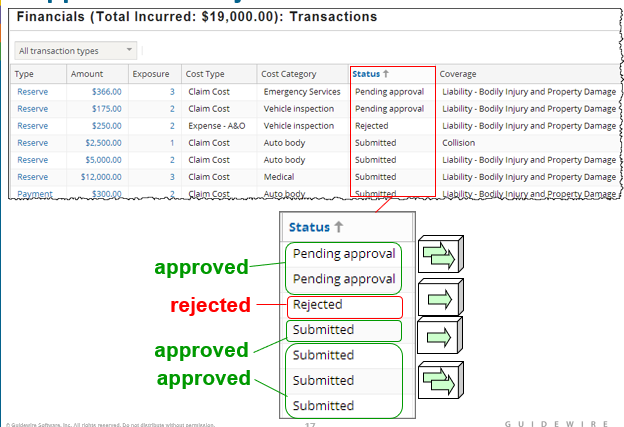 Financials (Total Incurred: $19,000.00): Transactions
All transaction types
Type Amount Exposure Cost Type Cost Category Status ↑ Coverage
Reserve $366.00 3 Claim Cost Emergency Services Pending approval Liability - Bodily Injury and Property Damage
Reserve $175.00 2 Claim Cost Vehicle inspection Pending approval Liability - Bodily Injury and Property Damage
Reserve $250.00 2 Expense - A&O Vehicle inspection Rejected Liability - Bodily Injury and Property Damage
Reserve $2,500.00 1 Claim Cost Auto body Submitted Collision
Reserve $5,000.00 2 Claim Cost Auto body Submitted Liability - Bodily Injury and Property Damage
Reserve $12,000.00 3 Claim Cost Medical Submitted Liability - Bodily Injury and Property Damage
Payment $300.00 2 Claim Cost Auto body Submitted Liability - Bodily Injury and Property Damage
Status ↑
Pending approval
approved
Pending approval
rejected Rejected
Submitted
approved
Submitted
approved Submitted
Submitted
© Guidewire Software, Inc. All rights reserved. Do not distribute without permission. 17 GUIDEWIRE